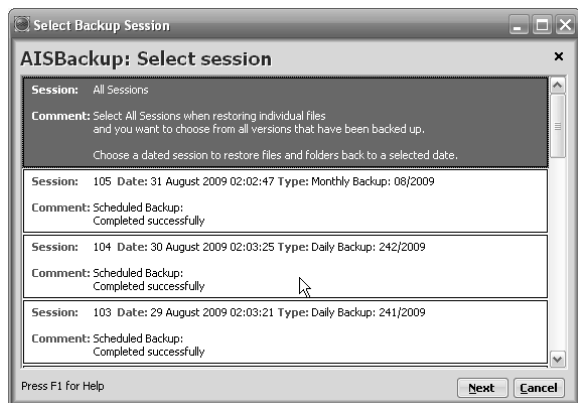 Select Backup Session
AISBackup: Select session
Session: All Sessions
Comment: Select All Sessions when restoring individual files
and you want to choose from all versions that have been backed up.
Choose a dated session to restore files and folders back to a selected date.
Session: 105 Date: 31 August 2009 02:02:47 Type: Monthly Backup: 08/2009
Comment: Scheduled Backup:
Completed successfully
Session: 104 Date: 30 August 2009 02:03:25 Type: Daily Backup: 242/2009
Comment: Scheduled Backup:
Completed successfully
Session: 103 Date: 29 August 2009 02:03:21 Type: Daily Backup: 241/2009
Comment: Scheduled Backup:
Completed successfully
Press F1 for Help
Next Cancel